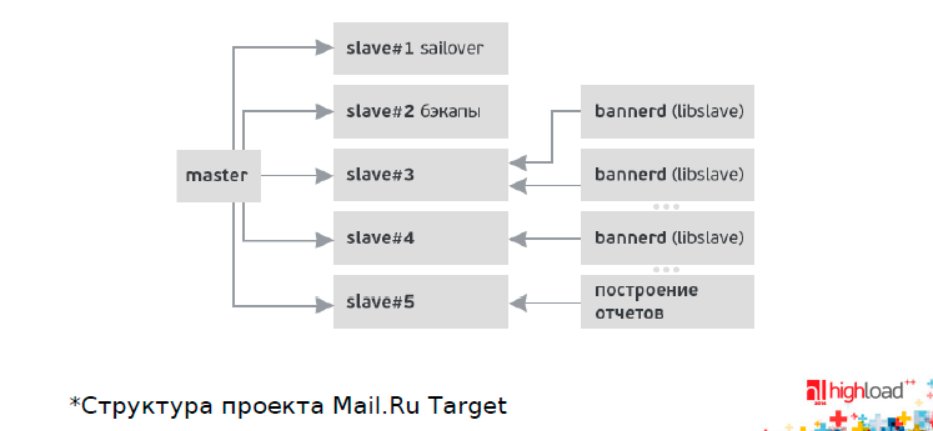 slave#1 sailover
slave#2 бэкапы
bannerd (libslave)
master
slave#3
bannerd (libslave)
slave#4
bannerd (libslave)
slave#5
построение
отчетов
*Структура проекта Mail.Ru Target
highload++